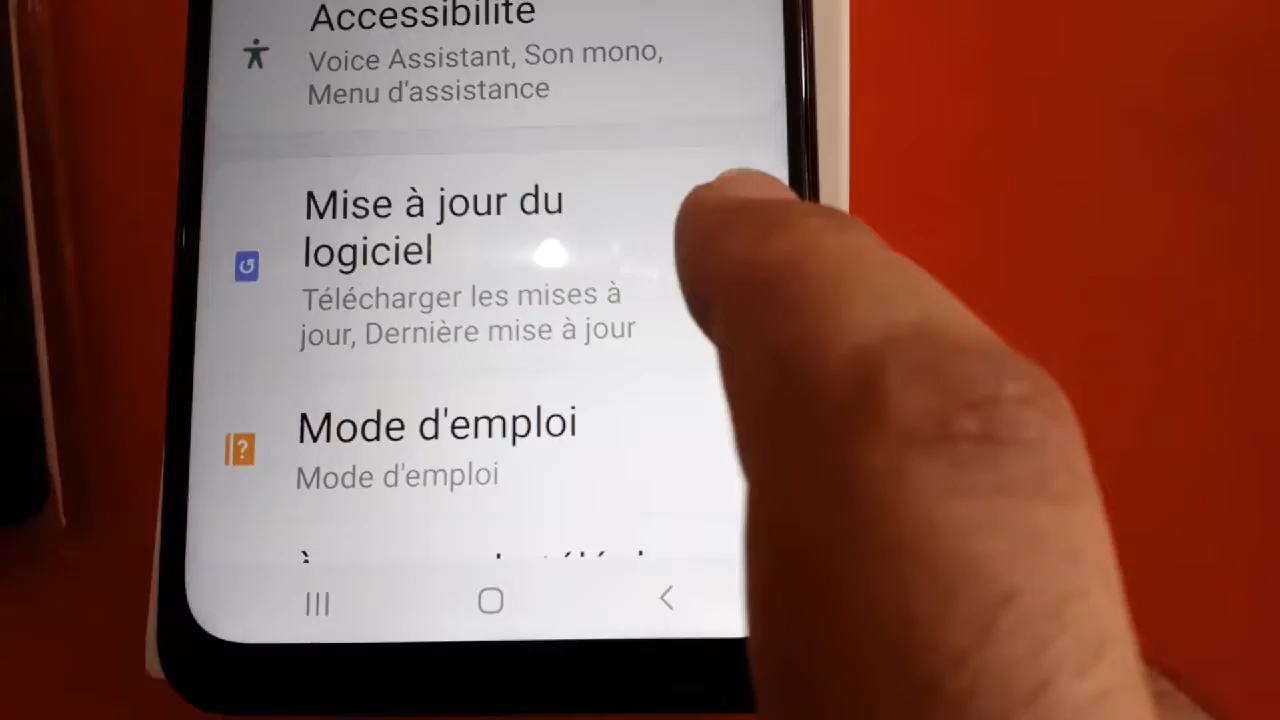 Accessibilité
Voice Assistant, Son mono,
Menu d'assistance
Mise à jour du
logiciel
Télécharger les mises à
jour, Dernière mise à jour
?
Mode d'emploi
Mode d'emploi